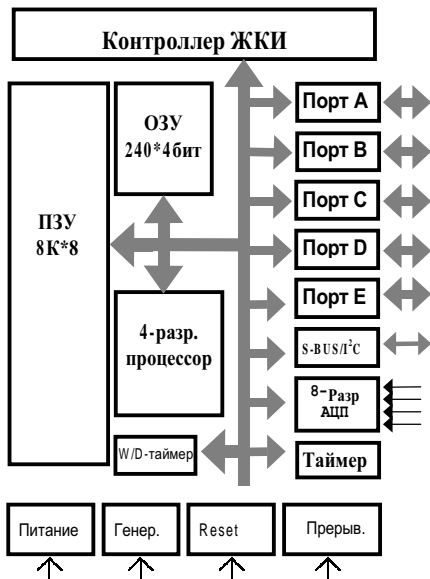 Контроллер ЖКИ
ПЗУ
8К*8
ОЗУ
240*4бит
4-разр.
процессор
W/D-таймер
Порт A
Порт B
Порт C
Порт D
Порт E
S-BUS/I²C
8-Разр
АЦП
Таймер
Питание
Генер.
Reset
Прерыв.